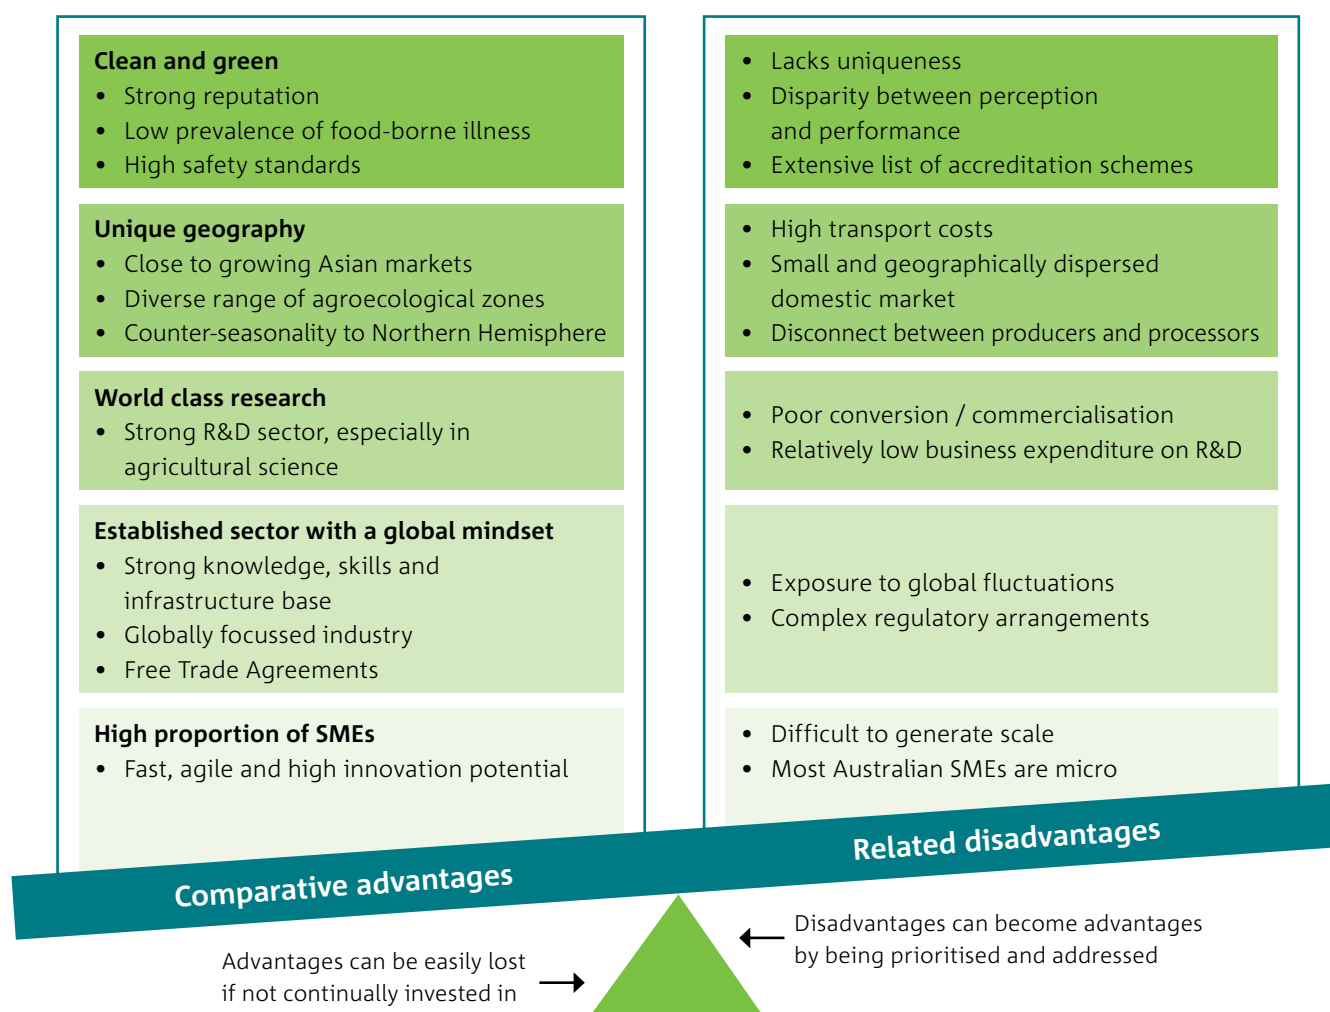 Clean and green
• Strong reputation
• Low prevalence of food-borne illness
• High safety standards
• Lacks uniqueness
• Disparity between perception
and performance
• Extensive list of accreditation schemes
Unique geography
• Close to growing Asian markets
• Diverse range of agroecological zones
• Counter-seasonality to Northern Hemisphere
• High transport costs
• Small and geographically dispersed
domestic market
• Disconnect between producers and processors
World class research
• Strong R&D sector, especially in
agricultural science
• Poor conversion / commercialisation
• Relatively low business expenditure on R&D
Established sector with a global mindset
• Strong knowledge, skills and
infrastructure base
• Globally focussed industry
• Free Trade Agreements
• Exposure to global fluctuations
• Complex regulatory arrangements
High proportion of SMEs
• Fast, agile and high innovation potential
• Difficult to generate scale
• Most Australian SMEs are micro
Comparative advantages
Related disadvantages
Advantages can be easily lost
if not continually invested in
Disadvantages can become advantages
by being prioritised and addressed